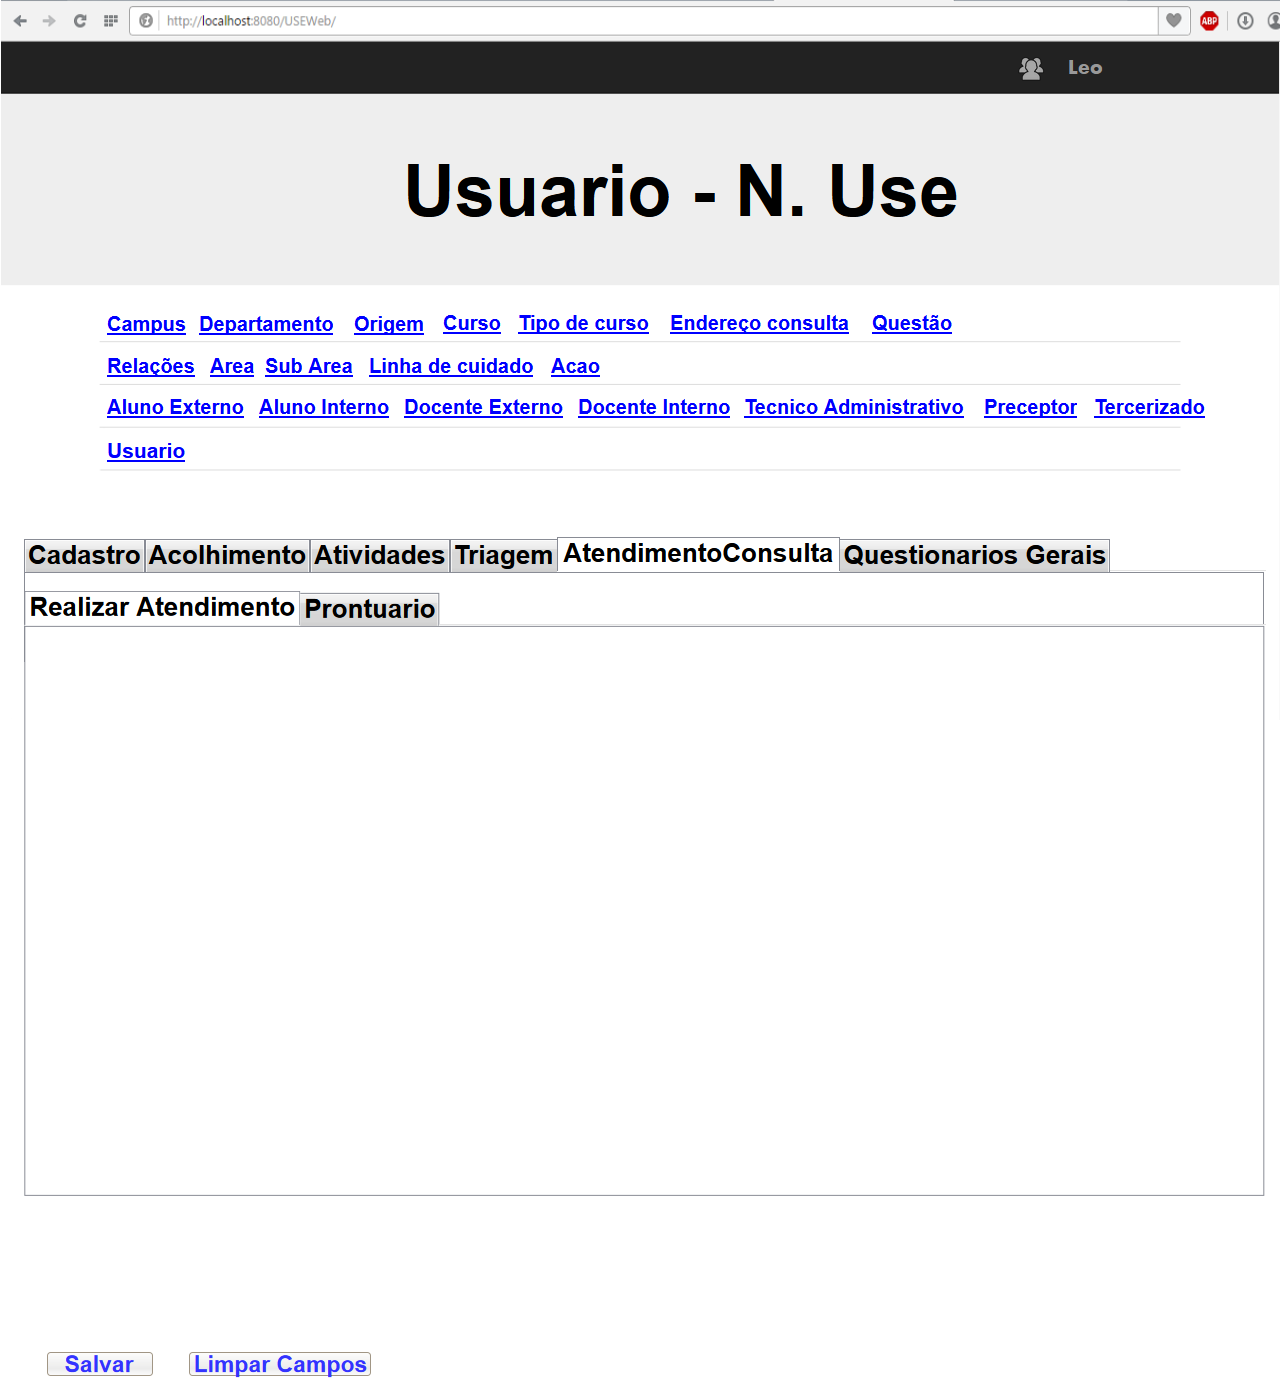 http://localhost:8080/USEWeb/
ABP
Leo
Usuario - N. Use
Campus Departamento Origem Curso Tipo de curso Endereço consulta Questão
Relações Area Sub Area Linha de cuidado Acao
Aluno Externo Aluno Interno Docente Externo Docente Interno Tecnico Administrativo Preceptor Tercerizado
Usuario
Cadastro Acolhimento Atividades Triagem AtendimentoConsulta Questionarios Gerais
Realizar Atendimento Prontuario
Salvar Limpar Campos